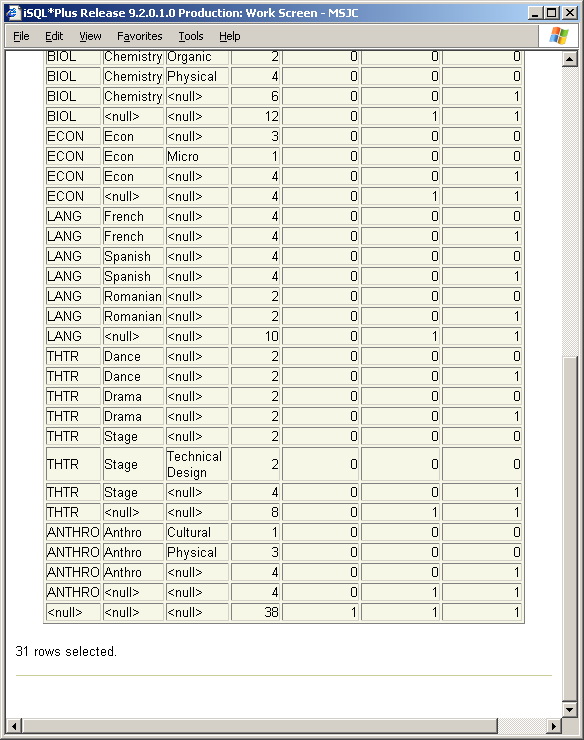 iSQL*Plus Release 9.2.0.1.0 Production: Work Screen - MSJC
File Edit View Favorites Tools Help
BIOL Chemistry Organic 2 0 0 0
BIOL Chemistry Physical 4 0 0 0
BIOL Chemistry <null> 6 0 0 1
BIOL <null> <null> 12 0 1 1
ECON Econ <null> 3 0 0 0
ECON Econ Micro 1 0 0 0
ECON Econ <null> 4 0 0 1
ECON <null> <null> 4 0 1 1
LANG French <null> 4 0 0 0
LANG French <null> 4 0 0 1
LANG Spanish <null> 4 0 0 0
LANG Spanish <null> 4 0 0 1
LANG Romanian <null> 2 0 0 0
LANG Romanian <null> 2 0 0 1
LANG <null> <null> 10 0 1 1
THTR Dance <null> 2 0 0 0
THTR Dance <null> 2 0 0 1
THTR Drama <null> 2 0 0 0
THTR Drama <null> 2 0 0 1
THTR Stage <null> 2 0 0 0
THTR Stage Technical Design 2 0 0 0
THTR Stage <null> 4 0 0 1
THTR <null> <null> 8 0 1 1
ANTHRO Anthro Cultural 1 0 0 0
ANTHRO Anthro Physical 3 0 0 0
ANTHRO Anthro <null> 4 0 0 1
ANTHRO <null> <null> 4 0 1 1
<null> <null> <null> 38 1 1 1
31 rows selected.